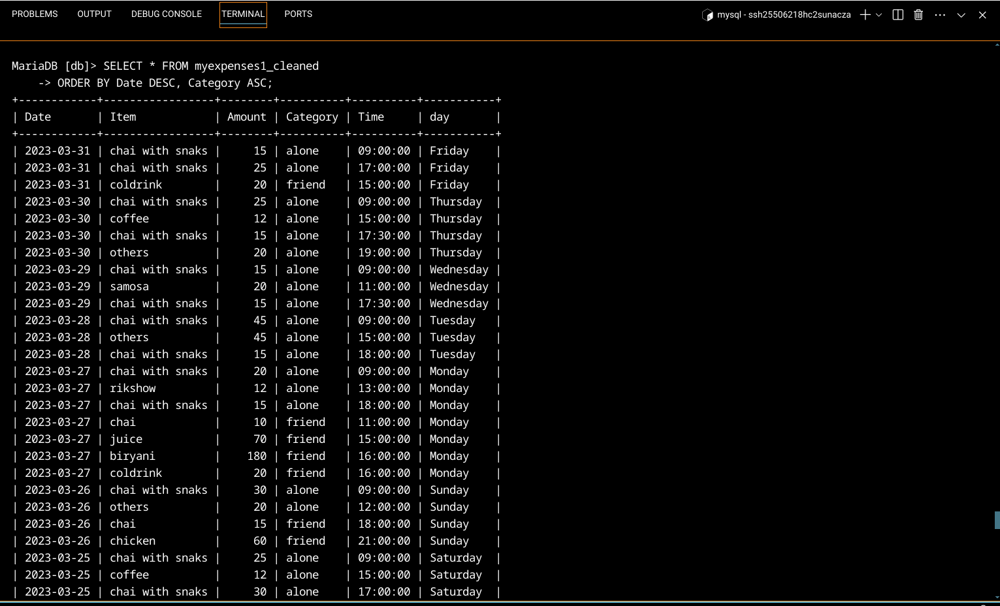 PROBLEMS OUTPUT DEBUG CONSOLE TERMINAL PORTS mysql - ssh25506218hc2sunacza
MariaDB [db]> SELECT * FROM myexpenses1_cleaned
    -> ORDER BY Date DESC, Category ASC;
+------------+-----------------+--------+----------+----------+-----------+
| Date       | Item            | Amount | Category | Time     | day       |
+------------+-----------------+--------+----------+----------+-----------+
| 2023-03-31 | chai with snaks |     15 | alone    | 09:00:00 | Friday    |
| 2023-03-31 | chai with snaks |     25 | alone    | 17:00:00 | Friday    |
| 2023-03-31 | coldrink        |     20 | friend   | 15:00:00 | Friday    |
| 2023-03-30 | chai with snaks |     25 | alone    | 09:00:00 | Thursday  |
| 2023-03-30 | coffee          |     12 | alone    | 15:00:00 | Thursday  |
| 2023-03-30 | chai with snaks |     15 | alone    | 17:30:00 | Thursday  |
| 2023-03-30 | others          |     20 | alone    | 19:00:00 | Thursday  |
| 2023-03-29 | chai with snaks |     15 | alone    | 09:00:00 | Wednesday |
| 2023-03-29 | samosa          |     20 | alone    | 11:00:00 | Wednesday |
| 2023-03-29 | chai with snaks |     15 | alone    | 17:30:00 | Wednesday |
| 2023-03-28 | chai with snaks |     45 | alone    | 09:00:00 | Tuesday   |
| 2023-03-28 | others          |     45 | alone    | 15:00:00 | Tuesday   |
| 2023-03-28 | chai with snaks |     15 | alone    | 18:00:00 | Tuesday   |
| 2023-03-27 | chai with snaks |     20 | alone    | 09:00:00 | Monday    |
| 2023-03-27 | rikshow         |     12 | alone    | 13:00:00 | Monday    |
| 2023-03-27 | chai with snaks |     15 | alone    | 18:00:00 | Monday    |
| 2023-03-27 | chai            |     10 | friend   | 11:00:00 | Monday    |
| 2023-03-27 | juice           |     70 | friend   | 15:00:00 | Monday    |
| 2023-03-27 | biryani         |    180 | friend   | 16:00:00 | Monday    |
| 2023-03-27 | coldrink        |     20 | friend   | 16:00:00 | Monday    |
| 2023-03-26 | chai with snaks |     30 | alone    | 09:00:00 | Sunday    |
| 2023-03-26 | others          |     20 | alone    | 12:00:00 | Sunday    |
| 2023-03-26 | chai            |     15 | friend   | 18:00:00 | Sunday    |
| 2023-03-26 | chicken         |     60 | friend   | 21:00:00 | Sunday    |
| 2023-03-25 | chai with snaks |     25 | alone    | 09:00:00 | Saturday  |
| 2023-03-25 | coffee          |     12 | alone    | 15:00:00 | Saturday  |
| 2023-03-25 | chai with snaks |     30 | alone    | 17:00:00 | Saturday  |